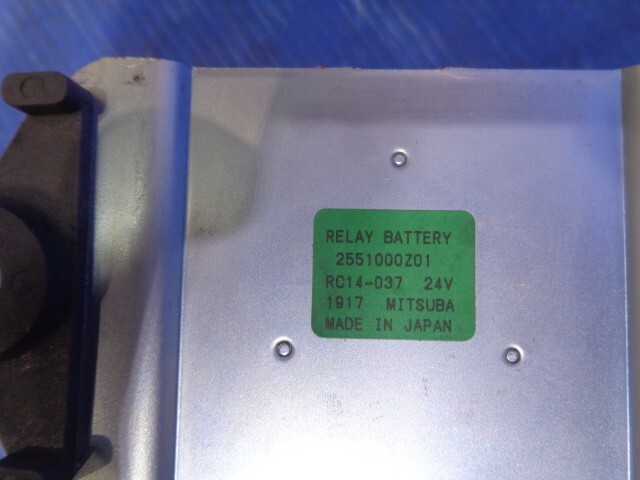 RELAY BATTERY
2551000Z01
RC14-037 24V
1917 MITSUBA
MADE IN JAPAN